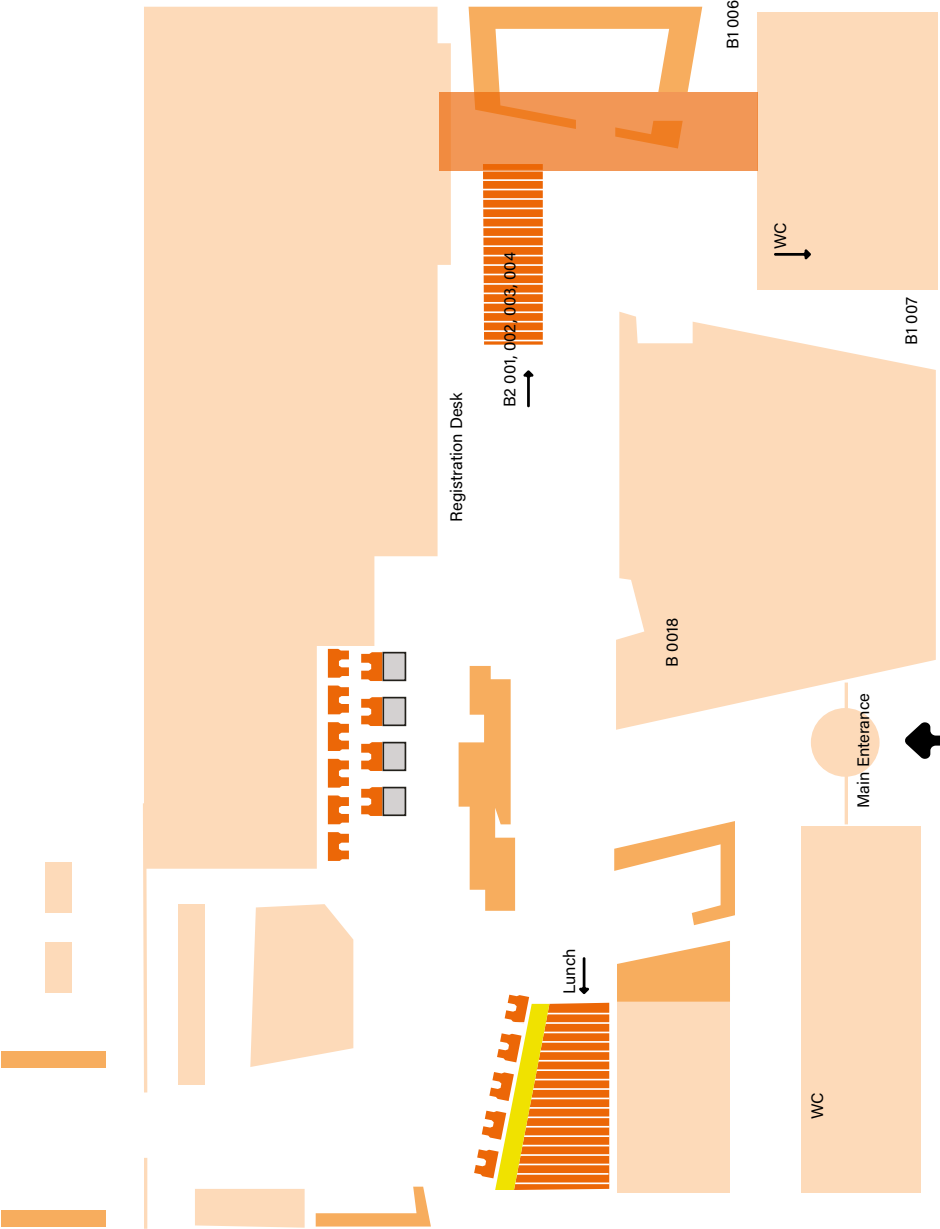 B1 006
WC
B1 007
B2 001, 002, 003, 004
Registration Desk
B 0018
Main Enterance
Lunch
WC